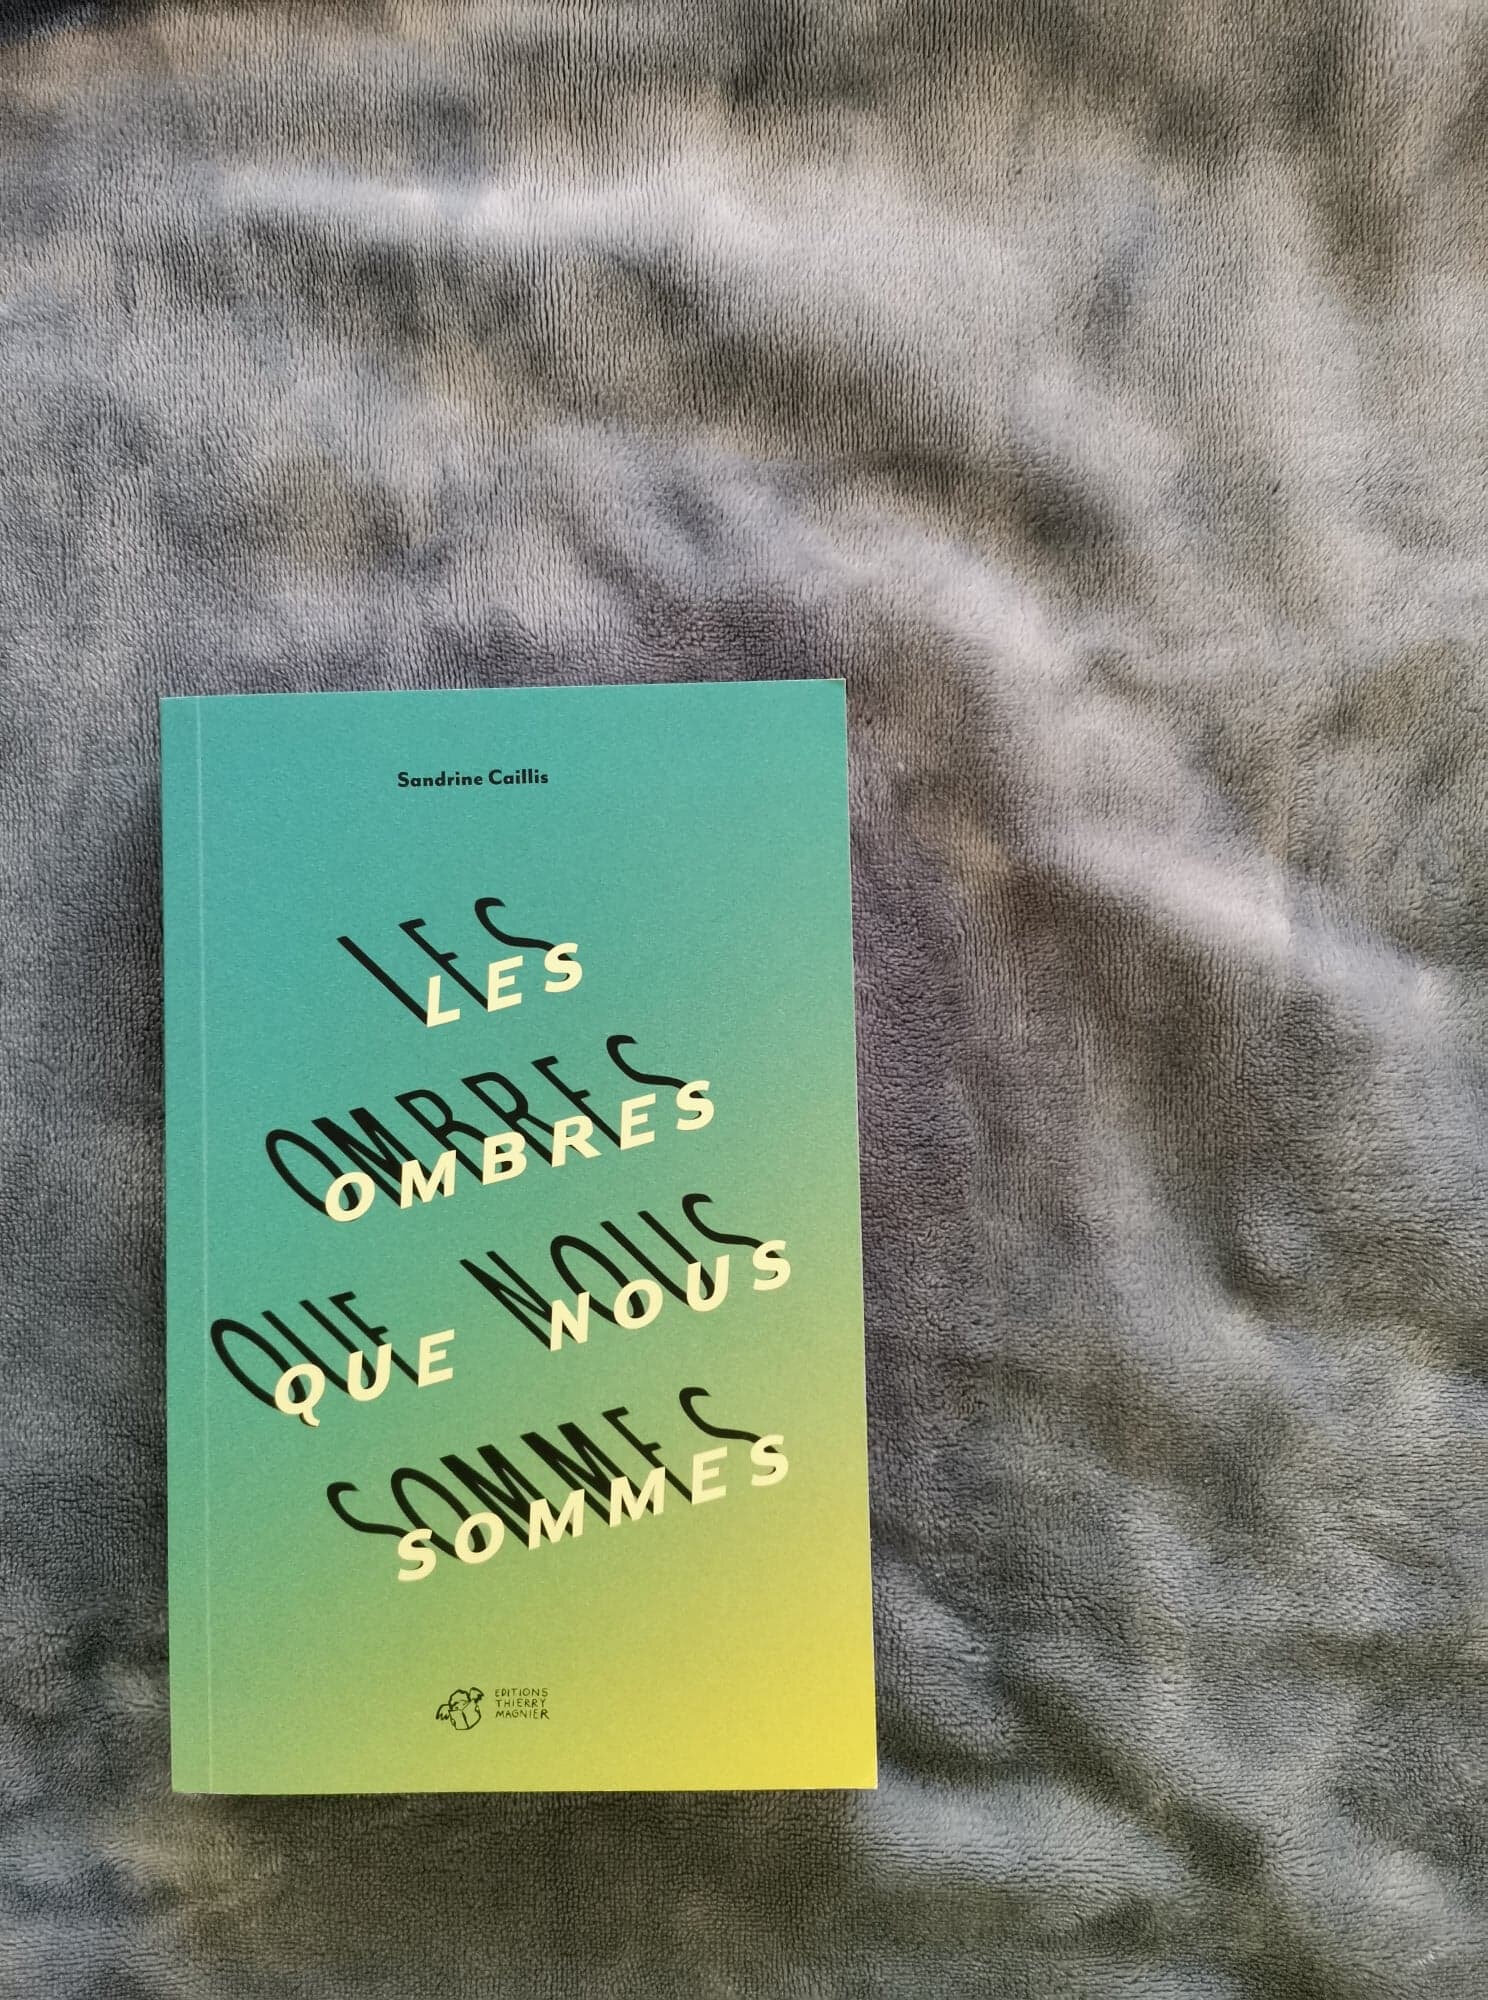 Sandrine Caillis
LES
OMBRES
QUE NOUS
SOMMES
EDITIONS
THIERRY
MAGNIER